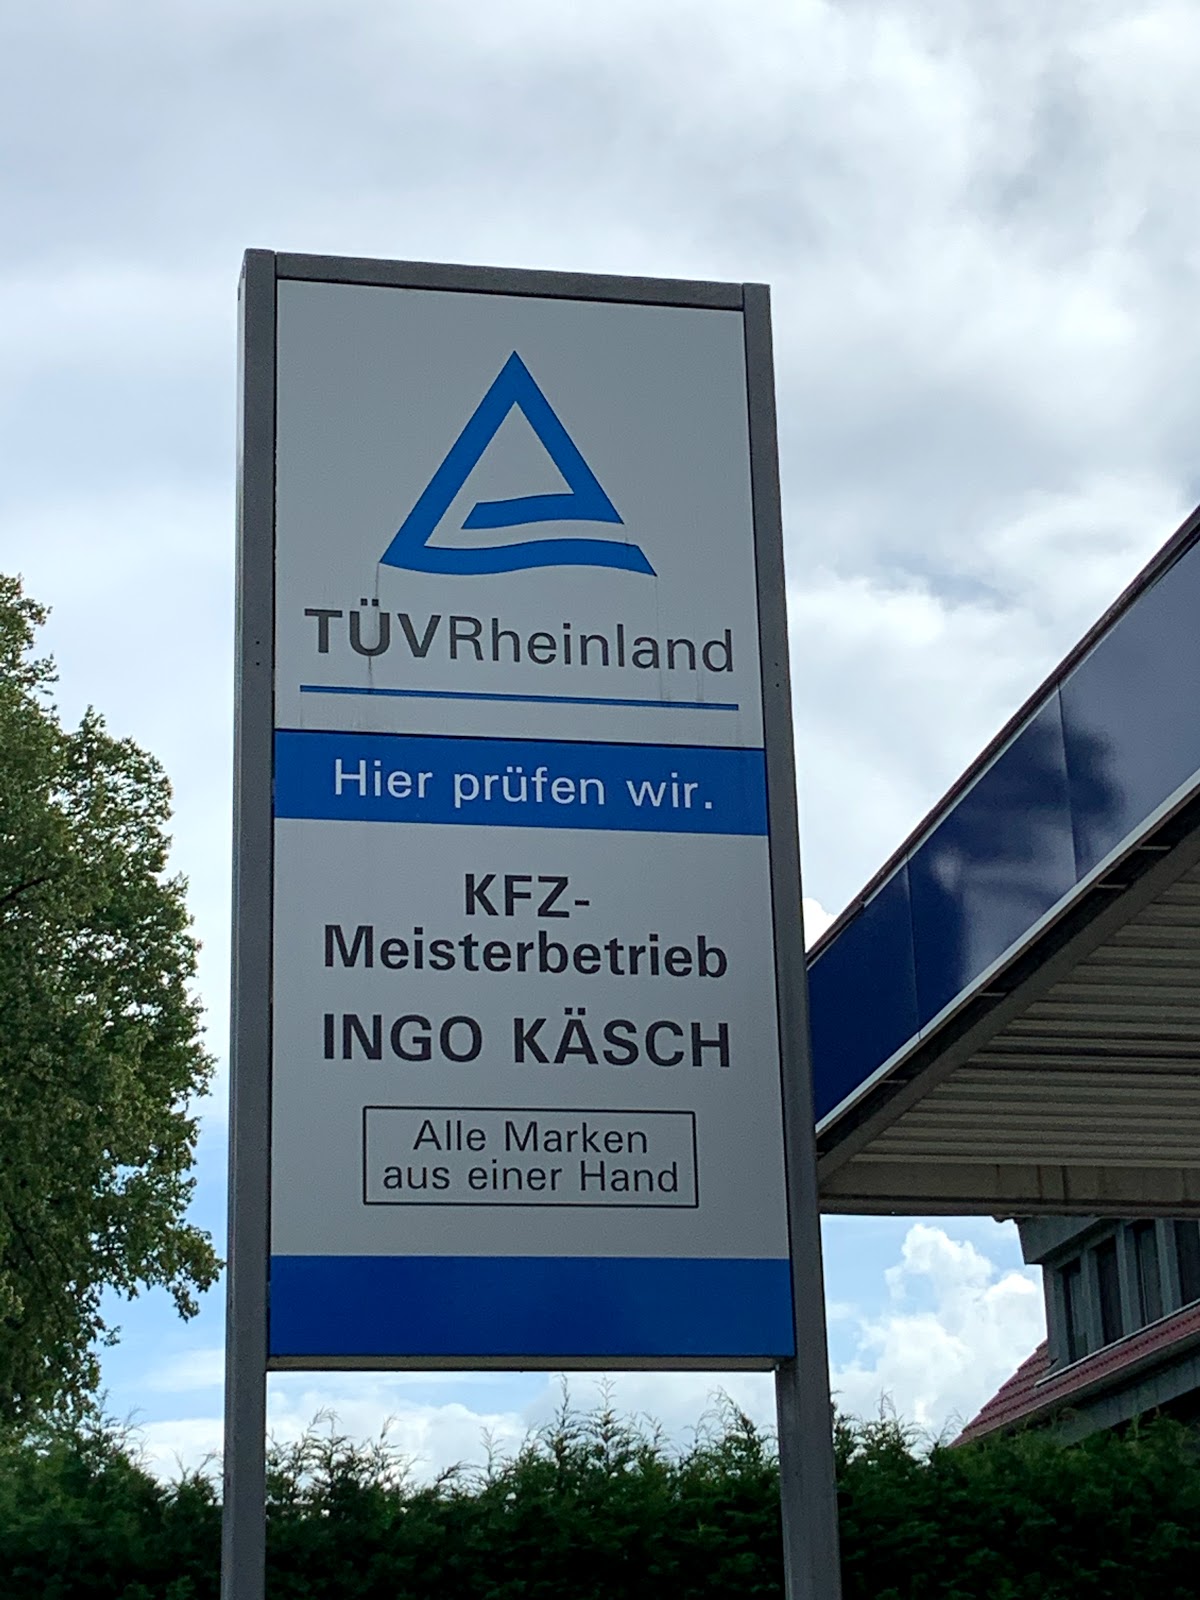 TÜVRheinland
Hier prüfen wir.
KFZ-
Meisterbetrieb
INGO KÄSCH
Alle Marken
aus einer Hand